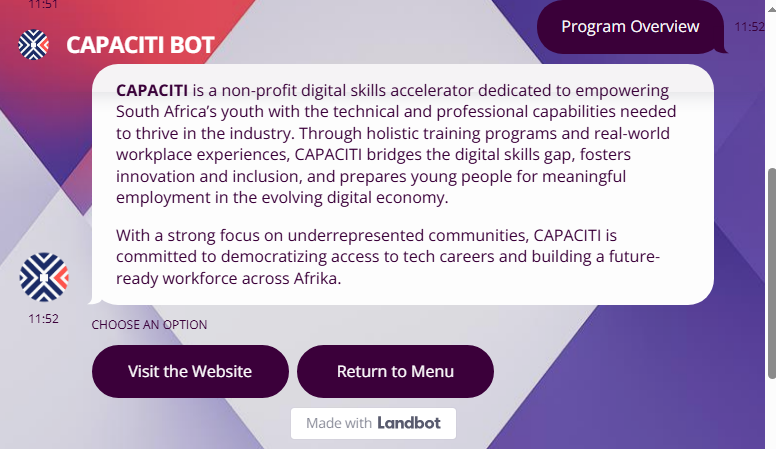 11:51
CAPACITI BOT
Program Overview
11:52
CAPACITI is a non-profit digital skills accelerator dedicated to empowering
South Africa’s youth with the technical and professional capabilities needed
to thrive in the industry. Through holistic training programs and real-world
workplace experiences, CAPACITI bridges the digital skills gap, fosters
innovation and inclusion, and prepares young people for meaningful
employment in the evolving digital economy.
With a strong focus on underrepresented communities, CAPACITI is
committed to democratizing access to tech careers and building a future-
ready workforce across Afrika.
11:52
CHOOSE AN OPTION
Visit the Website
Return to Menu
Made with Landbot